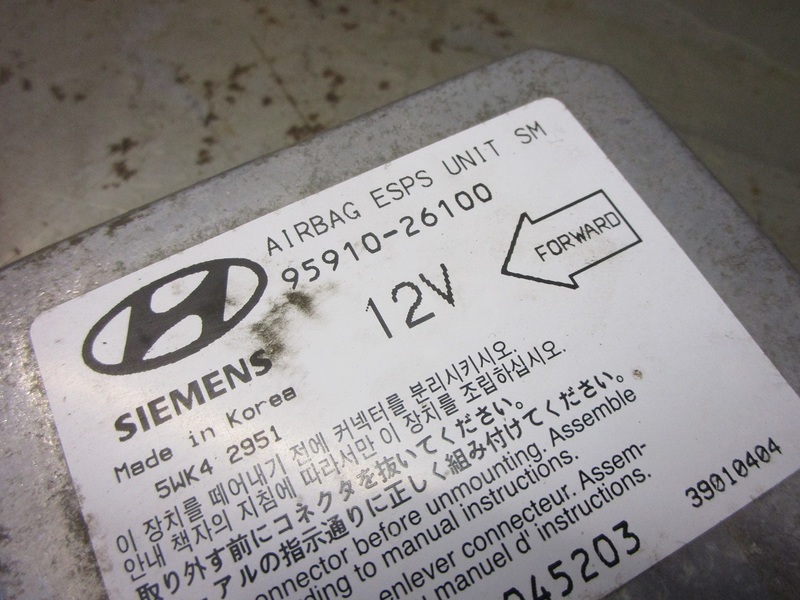 AIRBAG ESPS UNIT SM
95910-26100
12V
FORWARD
SIEMENS
Made in Korea
5WK4 2951
이 장치를 떼어내기 전에 커넥터를 분리시키시오.
안내 책자의 지침에 따라서만 이 장치를 조립하십시오.
取り外す前にコネクタを抜いてください。
アルの指示通りに正しく組み付けてください。
before unmounting. Assemble
to manual instructions.
enlever connecteur. Assem-
manuel d' instructions.
39010404
045203